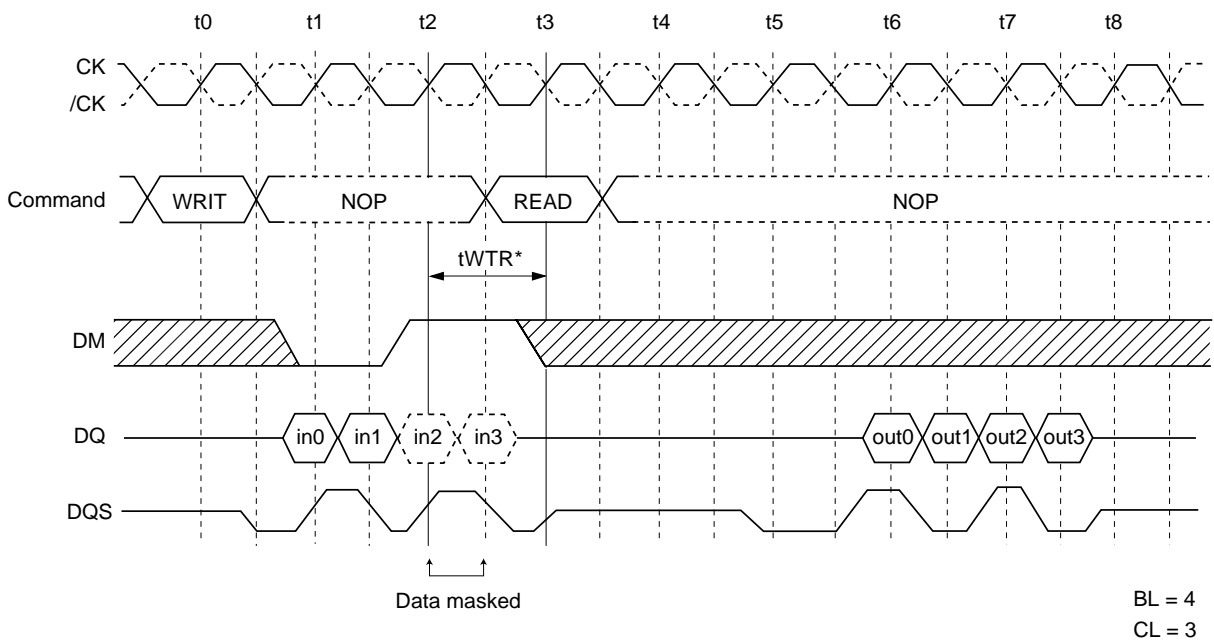 t0 t1 t2 t3 t4 t5 t6 t7 t8
CK
/CK
Command WRIT NOP READ NOP
tWTR*
DM
DQ in0 in1 in2 in3 out0 out1 out2 out3
DQS
Data masked
BL = 4
CL = 3